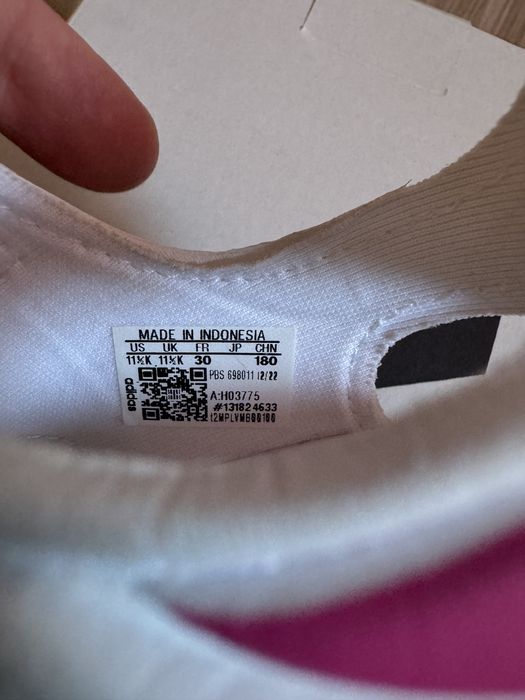 MADE IN INDONESIA
US UK FR JP CHN
11½K 11½K 30 180
PBS 698011 12/22
A:H03775
#131824633
adidas